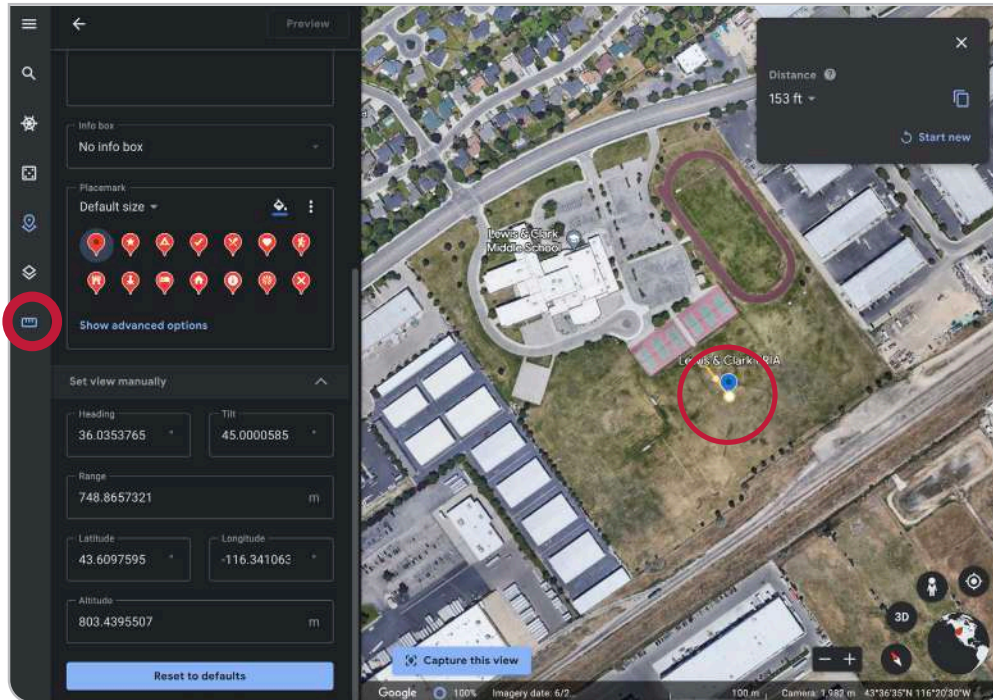 Preview
Info box
No info box
Placemark
Default size
Show advanced options
Set view manually
Heading
36.0353765 °
Tilt
45.0000585 °
Range
748.8657321 m
Latitude
43.6097595 °
Longitude
-116.341063 °
Altitude
803.4395507 m
Reset to defaults
Distance
153 ft
Start new
Lewis & Clark
Middle School
Lewis & Clark
3D
Capture this view
Google 100% Imagery date: 6/2 100 m Camera: 1,982 m 43°36'35"N 116°20'30"W